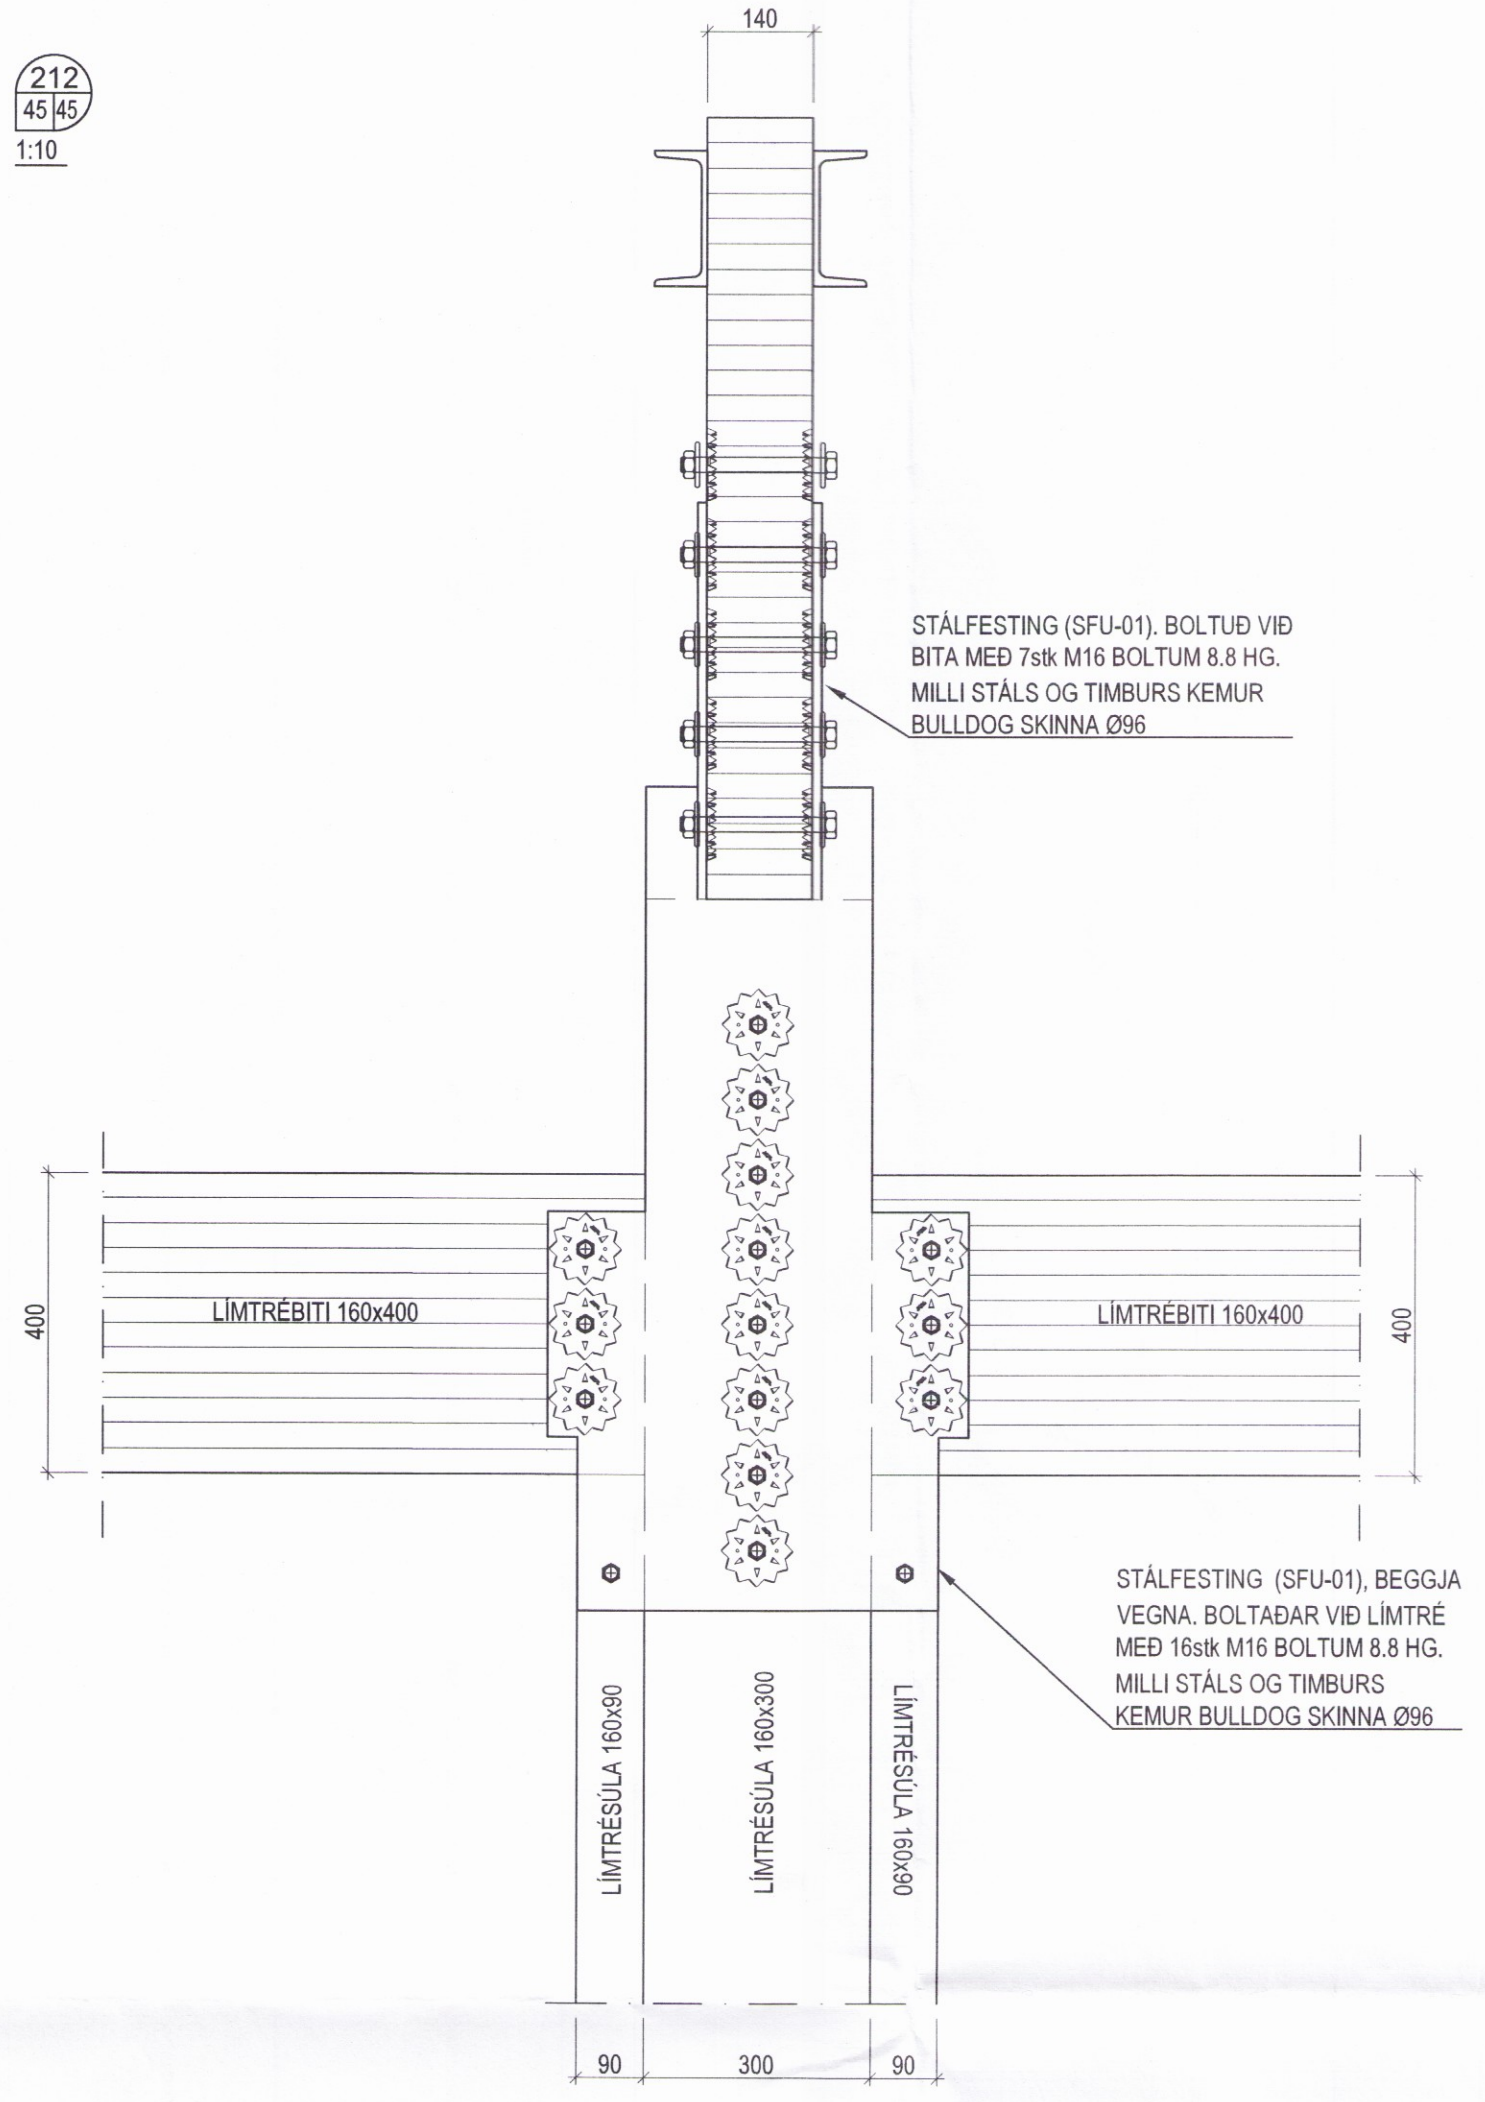 140
212
45 45
1:10
STÁLFESTING (SFU-01). BOLTUÐ VIÐ
BITA MEÐ 7stk M16 BOLTUM 8.8 HG.
MILLI STÁLS OG TIMBURS KEMUR
BULLDOG SKINNA Ø96
400
LÍMTRÉBITI 160x400
LÍMTRÉBITI 160x400
400
STÁLFESTING (SFU-01), BEGGJA
VEGNA. BOLTAÐAR VIÐ LÍMTRÉ
MEÐ 16stk M16 BOLTUM 8.8 HG.
MILLI STÁLS OG TIMBURS
KEMUR BULLDOG SKINNA Ø96
LÍMTRÉSÚLA 160x90
LÍMTRÉSÚLA 160x300
LÍMTRÉSÚLA 160x90
90
300
90